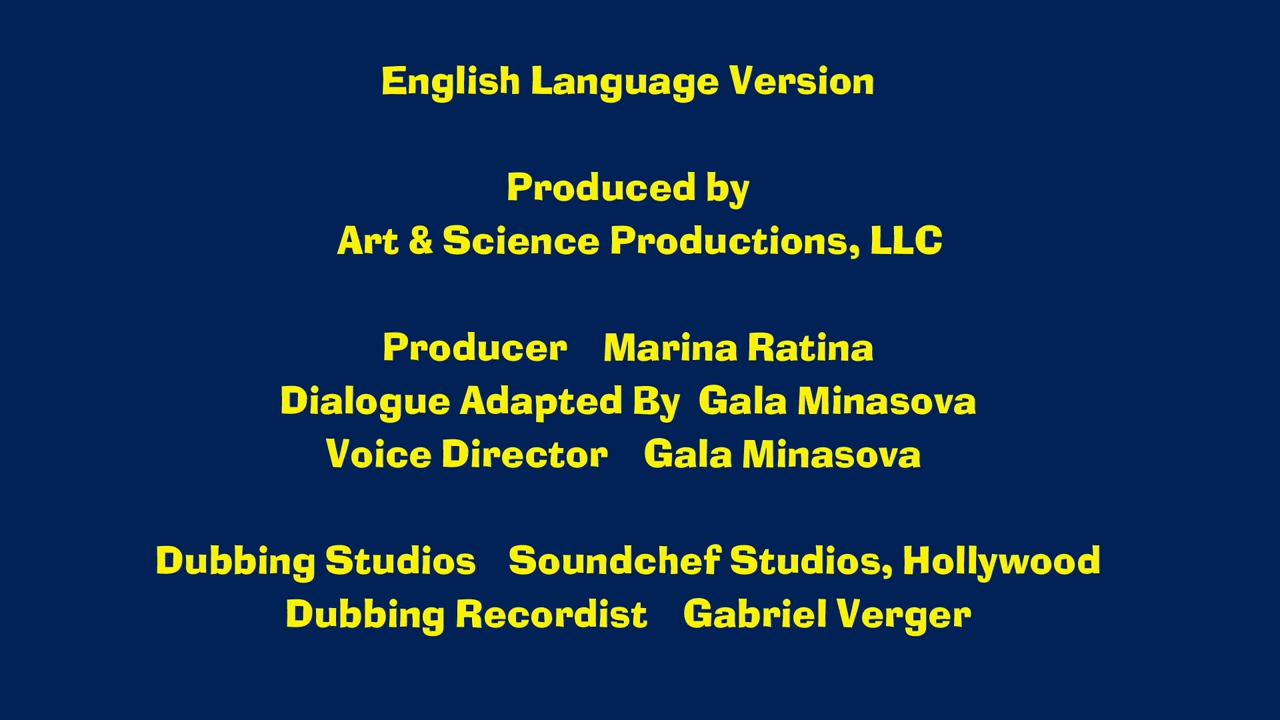 English Language Version
Produced by
Art & Science Productions, LLC
Producer Marina Ratina
Dialogue Adapted By Gala Minasova
Voice Director Gala Minasova
Dubbing Studios Soundchef Studios, Hollywood
Dubbing Recordist Gabriel Verger